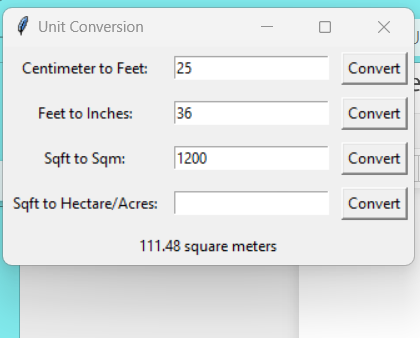 Unit Conversion
Centimeter to Feet: 25 Convert
Feet to Inches: 36 Convert
Sqft to Sqm: 1200 Convert
Sqft to Hectare/Acres: Convert
111.48 square meters